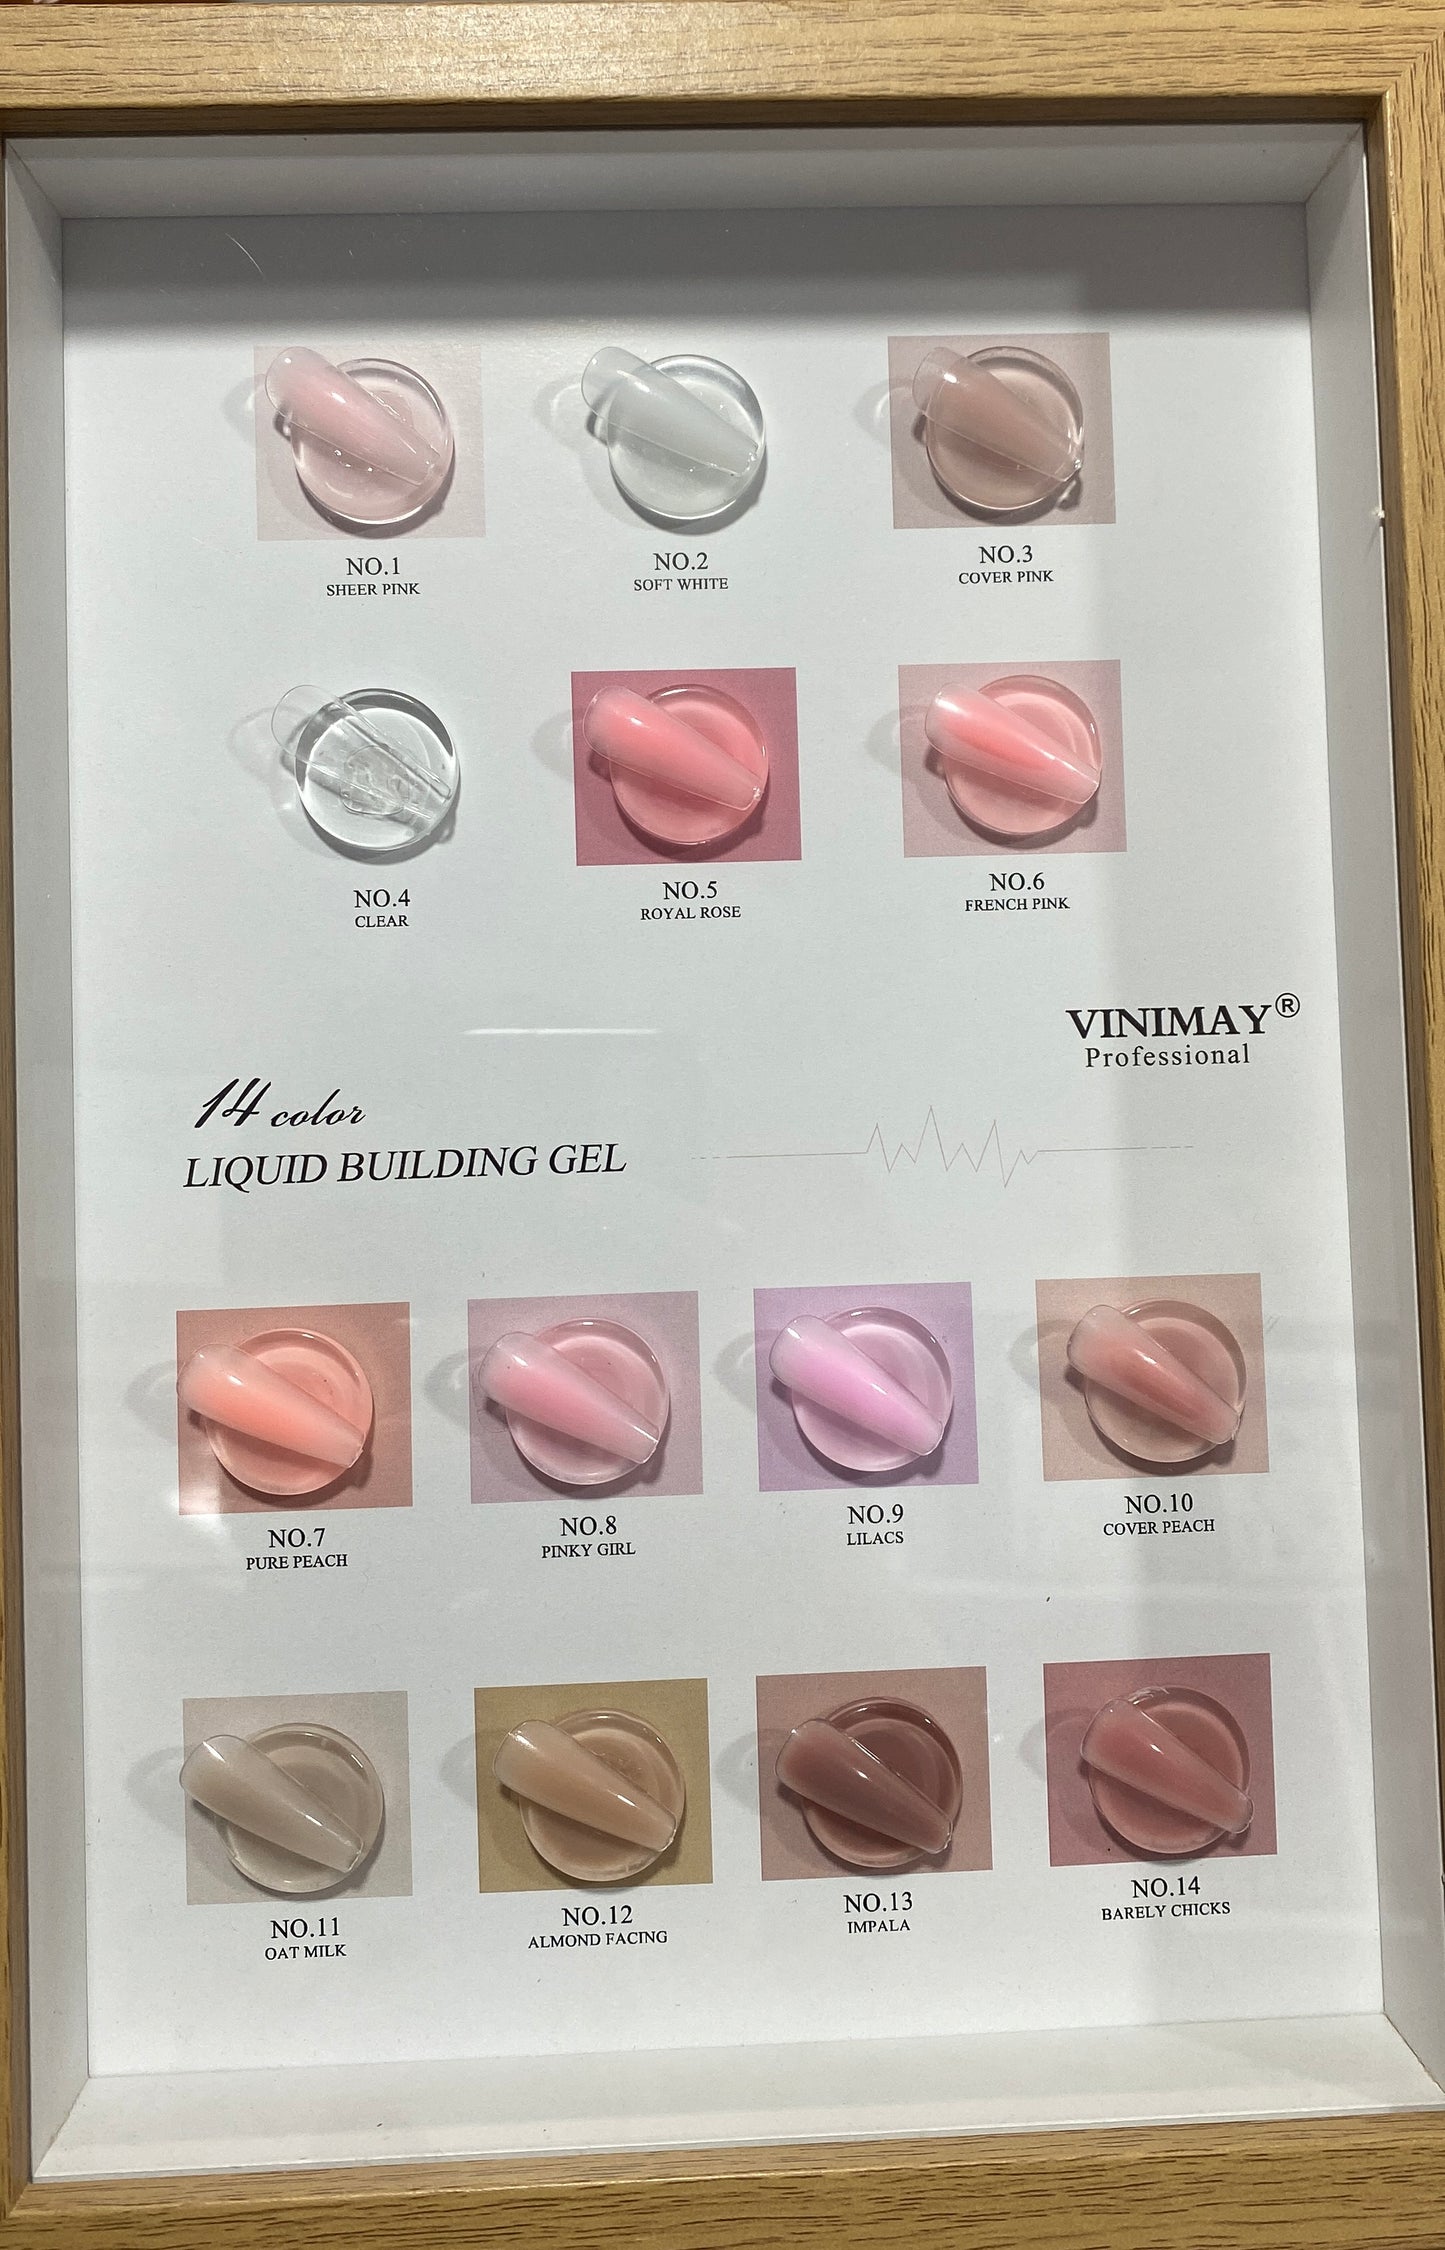 NO.1
SHEER PINK
NO.2
SOFT WHITE
NO.3
COVER PINK
NO.4
CLEAR
NO.5
ROYAL ROSE
NO.6
FRENCH PINK
VINIMAY®
Professional
14 color
LIQUID BUILDING GEL
NO.7
PURE PEACH
NO.8
PINKY GIRL
NO.9
LILACS
NO.10
COVER PEACH
NO.11
OAT MILK
NO.12
ALMOND FACING
NO.13
IMPALA
NO.14
BARELY CHICKS